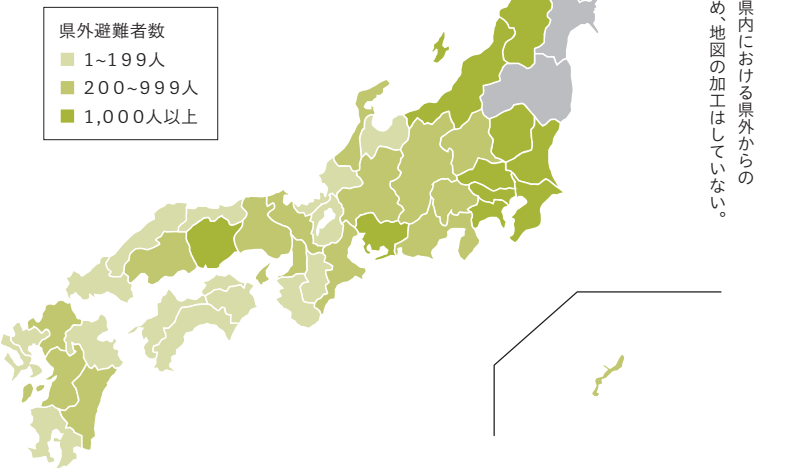 県外避難者数
1~199人
200~999人
1,000人以上
県内における県外からの
め、地図の加工はしていない。